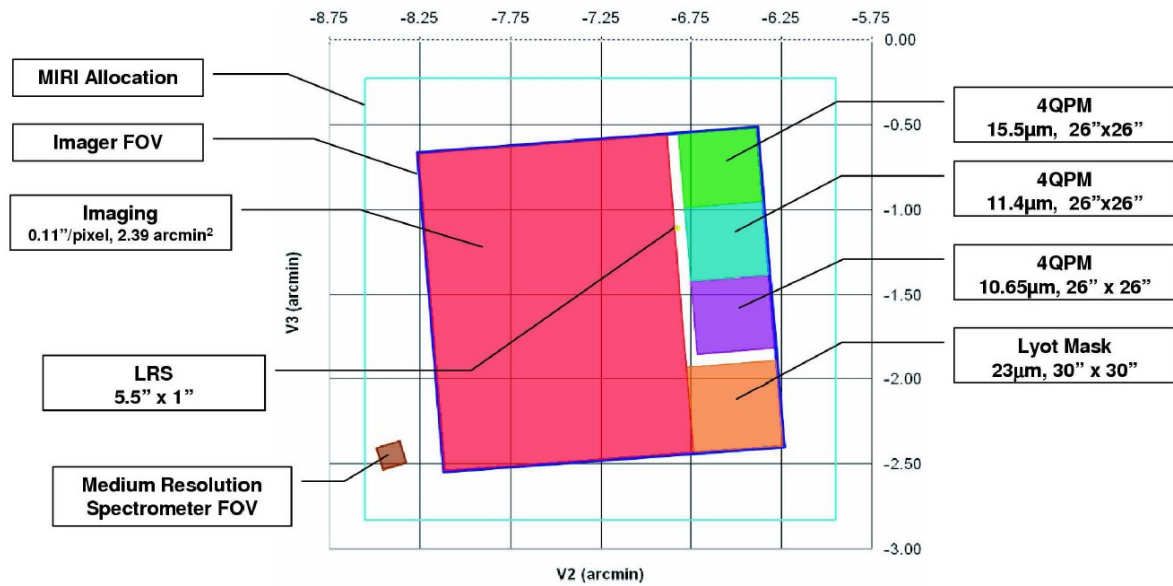 -8.75 -8.25 -7.75 -7.25 -6.75 -6.25 -5.75
0.00
-0.50
-1.00
-1.50
-2.00
-2.50
-3.00
V3 (arcmin)
V2 (arcmin)
MIRI Allocation
Imager FOV
Imaging
0.11”/pixel, 2.39 arcmin²
LRS
5.5” x 1”
Medium Resolution
Spectrometer FOV
4QPM
15.5µm, 26”x26”
4QPM
11.4µm, 26”x26”
4QPM
10.65µm, 26” x 26”
Lyot Mask
23µm, 30” x 30”